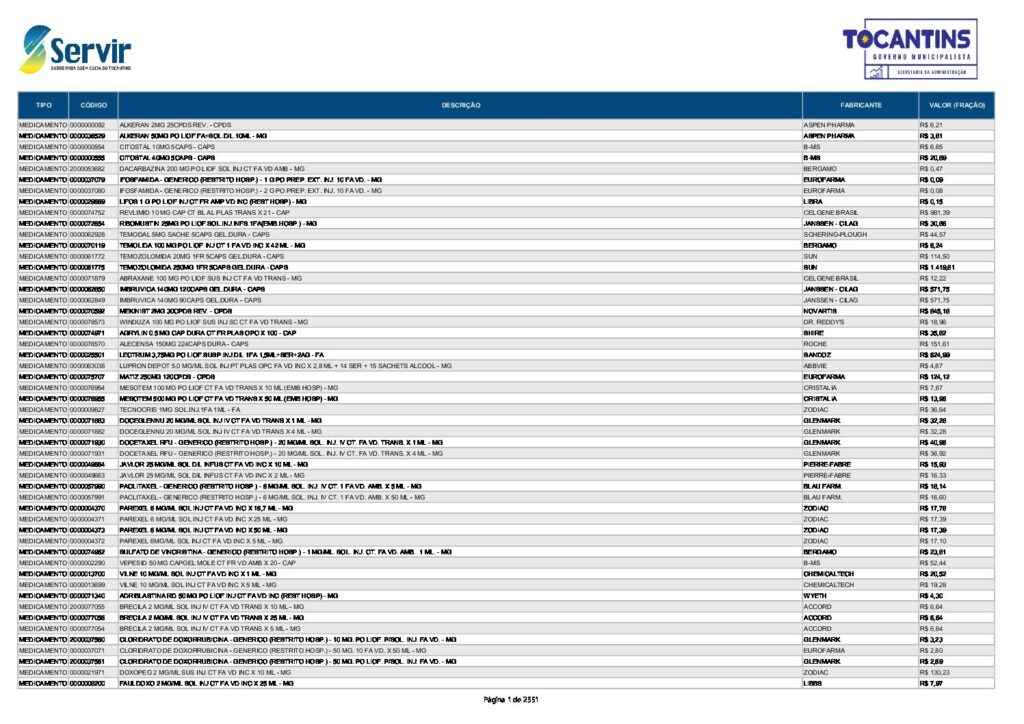 Servir
SAÚDE PARA QUEM CUIDA DO TOCANTINS
TOCANTINS
GOVERNO MUNICIPALISTA
SECRETARIA DA ADMINISTRAÇÃO
TIPO CÓDIGO DESCRIÇÃO FABRICANTE VALOR (FRAÇÃO)
MEDICAMENTO 0000000092 ALKERAN 2MG 25CPDS REV. - CPDS ASPEN PHARMA R$ 6,21
MEDICAMENTO ALKERAN 50MG PO LIOF.FA+SOL.DIL.10ML - MG ASPEN PHARMA R$ 3,81
MEDICAMENTO 0000000554 CITOSTAL 10MG 5CAPS - CAPS B-MS R$ 6,65
MEDICAMENTO 0000000555 CITOSTAL 40MG 5CAPS - CAPS B-MS R$ 20,89
MEDICAMENTO 2000053682 DACARBAZINA 200 MG PO LIOF SOL INJ CT FA VD AMB - MG BERGAMO R$ 0,47
MEDICAMENTO 0000037079 IFOSFAMIDA - GENERICO (RESTRITO HOSP.) - 1 G PO PREP. EXT. INJ. 10 FA VD. - MG EUROFARMA R$ 0,09
MEDICAMENTO 0000037080 IFOSFAMIDA - GENERICO (RESTRITO HOSP.) - 2 G PO PREP. EXT. INJ. 10 FA VD. - MG EUROFARMA R$ 0,08
MEDICAMENTO LIFOS 1 G PO LIOF INJ CT FR AMP VD INC (REST HOSP) - MG LIBRA R$ 0,15
MEDICAMENTO 0000074752 REVLIMID 10 MG CAP CT BL AL PLAS TRANS X 21 - CAP CELGENE BRASIL R$ 981,39
MEDICAMENTO RIBOMUSTIN 25MG PO LIOF.SOL.INJ.INFS.1FA(EMB.HOSP.) - MG JANSSEN - CILAG R$ 30,86
MEDICAMENTO 0000062928 TEMODAL 5MG SACHE 5CAPS GEL.DURA - CAPS SCHERING-PLOUGH R$ 44,57
MEDICAMENTO 0000070119 TEMOLIDA 100 MG PO LIOF INJ CT 1 FA VD INC X 42 ML - MG BERGAMO R$ 6,24
MEDICAMENTO 0000061772 TEMOZOLOMIDA 20MG 1FR 5CAPS GEL.DURA - CAPS SUN R$ 114,50
MEDICAMENTO 0000061775 TEMOZOLOMIDA 250MG 1FR 5CAPS GEL.DURA - CAPS SUN R$ 1.419,61
MEDICAMENTO 0000071879 ABRAXANE 100 MG PO LIOF SUS INJ CT FA VD TRANS - MG CELGENE BRASIL R$ 12,22
MEDICAMENTO 0000062850 IMBRUVICA 140MG 120CAPS GEL.DURA - CAPS JANSSEN - CILAG R$ 571,75
MEDICAMENTO 0000062849 IMBRUVICA 140MG 90CAPS GEL.DURA - CAPS JANSSEN - CILAG R$ 571,75
MEDICAMENTO 0000070592 MEKINIST 2MG 30CPDS REV. - CPDS NOVARTIS R$ 645,16
MEDICAMENTO 0000078573 WINDUZA 100 MG PO LIOF SUS INJ SC CT FA VD TRANS - MG DR. REDDY'S R$ 18,96
MEDICAMENTO 0000074971 AGRYLIN 0.5 MG CAP DURA CT FR PLAS OPC X 100 - CAP SHIRE R$ 35,62
MEDICAMENTO 0000076570 ALECENSA 150MG 224CAPS DURA - CAPS ROCHE R$ 151,61
MEDICAMENTO 0000025501 LECTRUM 3,75MG PO LIOF.SUSP.INJ.DIL.1FA 1,5ML+SER+2AG - FA SANDOZ R$ 624,99
MEDICAMENTO 0000063038 LUPRON DEPOT 5,0 MG/ML SOL INJ PT PLAS OPC FA VD INC X 2,8 ML + 14 SER + 15 SACHETS ALCOOL - MG ABBVIE R$ 4,87
MEDICAMENTO 0000075707 MATIZ 250MG 120CPDS - CPDS EUROFARMA R$ 124,12
MEDICAMENTO 0000076954 MESOTEM 100 MG PO LIOF CT FA VD TRANS X 10 ML (EMB HOSP) - MG CRISTALIA R$ 7,67
MEDICAMENTO 0000076955 MESOTEM 500 MG PO LIOF CT FA VD TRANS X 50 ML (EMB HOSP) - MG CRISTALIA R$ 13,96
MEDICAMENTO 0000009627 TECNOCRIS 1MG SOL.INJ.1FA 1ML - FA ZODIAC R$ 36,64
MEDICAMENTO 0000071883 DOCEGLENNU 20 MG/ML SOL INJ IV CT FA VD TRANS X 1 ML - MG GLENMARK R$ 32,28
MEDICAMENTO 0000071882 DOCEGLENNU 20 MG/ML SOL INJ IV CT FA VD TRANS X 4 ML - MG GLENMARK R$ 32,28
MEDICAMENTO 0000071930 DOCETAXEL RFU - GENERICO (RESTRITO HOSP.) - 20 MG/ML SOL. INJ. IV CT. FA VD. TRANS. X 1 ML - MG GLENMARK R$ 40,95
MEDICAMENTO 0000071931 DOCETAXEL RFU - GENERICO (RESTRITO HOSP.) - 20 MG/ML SOL. INJ. IV CT. FA VD. TRANS. X 4 ML - MG GLENMARK R$ 36,92
MEDICAMENTO 0000049664 JAVLOR 25 MG/ML SOL DIL INFUS CT FA VD INC X 10 ML - MG PIERRE-FABRE R$ 15,93
MEDICAMENTO 0000049663 JAVLOR 25 MG/ML SOL DIL INFUS CT FA VD INC X 2 ML - MG PIERRE-FABRE R$ 16,33
MEDICAMENTO 0000057990 PACLITAXEL - GENERICO (RESTRITO HOSP.) - 6 MG/ML SOL. INJ. CT. 1 FA VD. AMB. X 5 ML - MG BLAU FARM. R$ 18,14
MEDICAMENTO 0000057991 PACLITAXEL - GENERICO (RESTRITO HOSP.) - 6 MG/ML SOL. INJ. IV CT. 1 FA VD. AMB. X 50 ML - MG BLAU FARM. R$ 16,60
MEDICAMENTO 0000004370 PAREXEL 6 MG/ML SOL INJ CT FA VD INC X 16,7 ML - MG ZODIAC R$ 17,78
MEDICAMENTO 0000004371 PAREXEL 6 MG/ML SOL INJ CT FA VD INC X 25 ML - MG ZODIAC R$ 17,39
MEDICAMENTO 0000004373 PAREXEL 6 MG/ML SOL INJ CT FA VD INC X 50 ML - MG ZODIAC R$ 17,39
MEDICAMENTO 0000004372 PAREXEL 6MG/ML SOL INJ CT FA VD INC X 5 ML - MG ZODIAC R$ 17,10
MEDICAMENTO 0000074982 SULFATO DE VINCRISTINA - GENERICO (RESTRITO HOSP.) - 1 MG/ML. SOL. INJ. CT. FA VD. AMB. 1 ML. - MG BERGAMO R$ 23,61
MEDICAMENTO 0000002290 VEPESID 50 MG CAPGEL MOLE CT FR VD AMB X 20 - CAP B-MS R$ 52,44
MEDICAMENTO 0000013700 VILNE 10 MG/ML SOL INJ CT FA VD INC X 1 ML - MG CHEMICALTECH R$ 20,52
MEDICAMENTO 0000013699 VILNE 10 MG/ML SOL INJ CT FA VD INC X 5 ML - MG CHEMICALTECH R$ 19,28
MEDICAMENTO 0000071340 ADRIBLASTINA RD 50 MG PO LIOF INJ CT FA VD INC (REST HOSP) - MG WYETH R$ 4,30
MEDICAMENTO 2000077055 BRECILA 2 MG/ML SOL INJ IV CT FA VD TRANS X 10 ML - MG ACCORD R$ 6,64
MEDICAMENTO 0000077056 BRECILA 2 MG/ML SOL INJ IV CT FA VD TRANS X 25 ML - MG ACCORD R$ 6,64
MEDICAMENTO 0000077054 BRECILA 2 MG/ML SOL INJ IV CT FA VD TRANS X 5 ML - MG ACCORD R$ 6,64
MEDICAMENTO 2000037560 CLORIDRATO DE DOXORRUBICINA - GENERICO (RESTRITO HOSP.) - 10 MG. PO LIOF. P/SOL. INJ. FA VD. - MG GLENMARK R$ 3,23
MEDICAMENTO 0000037071 CLORIDRATO DE DOXORRUBICINA - GENERICO (RESTRITO HOSP.) - 50 MG. 10 FA VD. X 50 ML - MG EUROFARMA R$ 2,80
MEDICAMENTO 2000037561 CLORIDRATO DE DOXORRUBICINA - GENERICO (RESTRITO HOSP.) - 50 MG. PO LIOF. P/SOL. INJ. FA VD. - MG GLENMARK R$ 2,69
MEDICAMENTO 0000021971 DOXOPEG 2 MG/ML SUS INJ CT FA VD INC X 10 ML - MG ZODIAC R$ 130,23
MEDICAMENTO 0000008200 FAULDOXO 2 MG/ML SOL INJ CT FA VD INC X 25 ML - MG LIBBS R$ 7,97
Página 1 de 2551